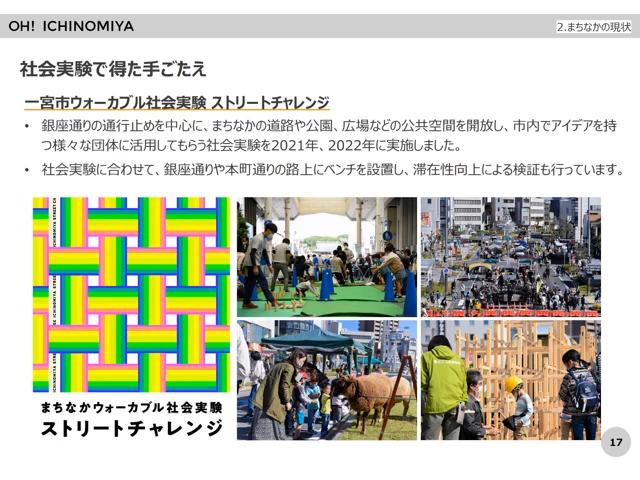 OH! ICHINOMIYA
2.まちなかの現状
社会実験で得た手ごたえ
一宮市ウォーカブル社会実験 ストリートチャレンジ
• 銀座通りの通行止めを中心に、まちなかの道路や公園、広場などの公共空間を開放し、市内でアイデアを持
つ様々な団体に活用してもらう社会実験を2021年、2022年に実施しました。
• 社会実験に合わせて、銀座通りや本町通りの路上にベンチを設置し、滞在性向上による検証も行っています。
まちなかウォーカブル社会実験
ストリートチャレンジ
17